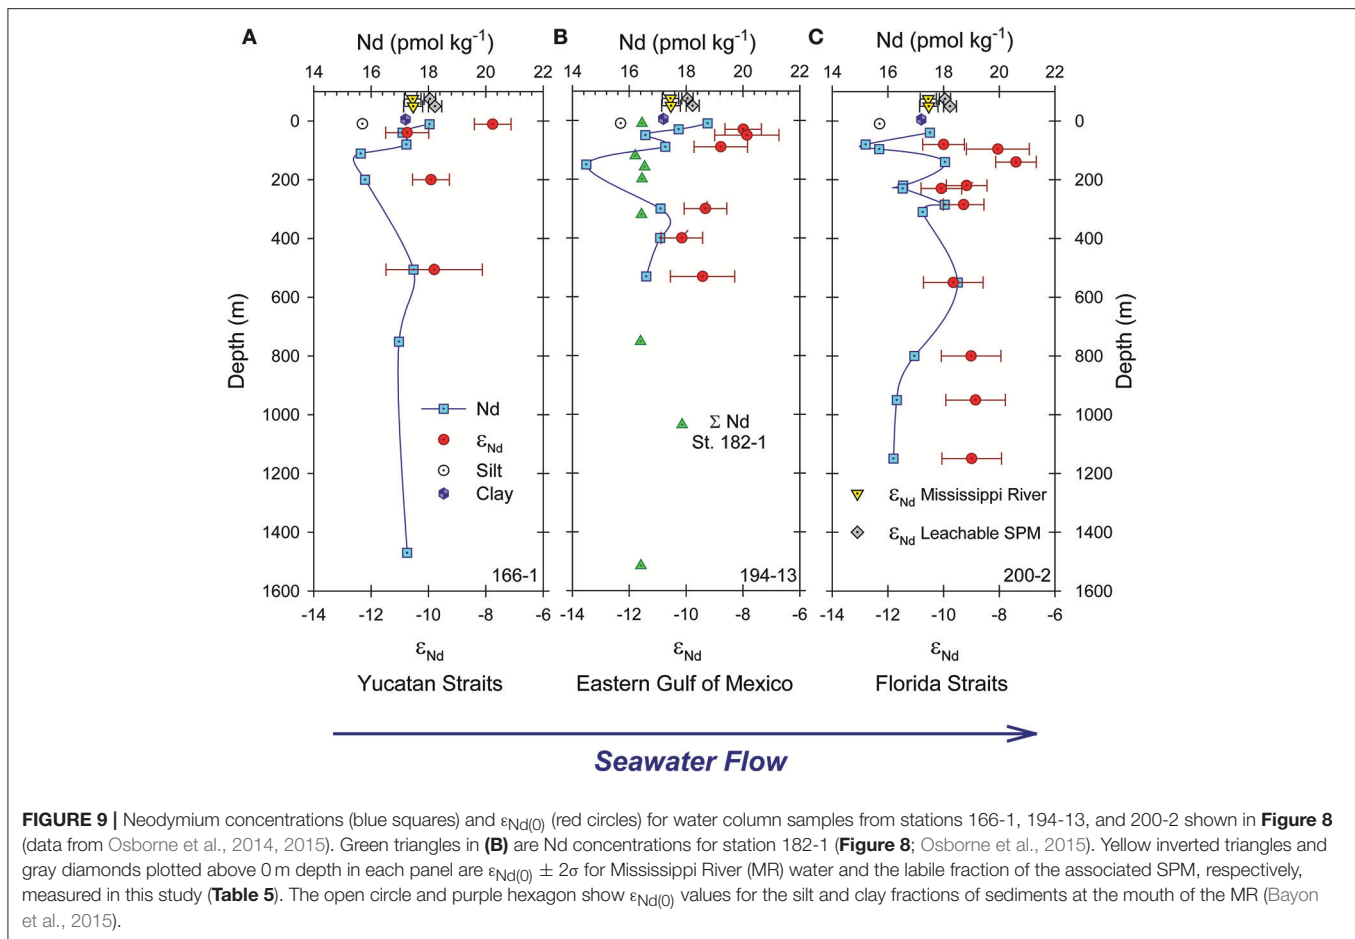 A
B
C
Nd (pmol kg⁻¹)
Nd (pmol kg⁻¹)
Nd (pmol kg⁻¹)
14 16 18 20 22
14 16 18 20 22
14 16 18 20 22
0
200
400
600
800
1000
1200
1400
1600
Depth (m)
Nd
εNd
Silt
Clay
166-1
Σ Nd
St. 182-1
194-13
εNd Mississippi River
εNd Leachable SPM
200-2
0
200
400
600
800
1000
1200
1400
1600
Depth (m)
-14 -12 -10 -8 -6
-14 -12 -10 -8 -6
-14 -12 -10 -8 -6
εNd
εNd
εNd
Yucatan Straits
Eastern Gulf of Mexico
Florida Straits
Seawater Flow
FIGURE 9 | Neodymium concentrations (blue squares) and εNd(0) (red circles) for water column samples from stations 166-1, 194-13, and 200-2 shown in Figure 8
(data from Osborne et al., 2014, 2015). Green triangles in (B) are Nd concentrations for station 182-1 (Figure 8; Osborne et al., 2015). Yellow inverted triangles and
gray diamonds plotted above 0 m depth in each panel are εNd(0) ± 2σ for Mississippi River (MR) water and the labile fraction of the associated SPM, respectively,
measured in this study (Table 5). The open circle and purple hexagon show εNd(0) values for the silt and clay fractions of sediments at the mouth of the MR (Bayon
et al., 2015).